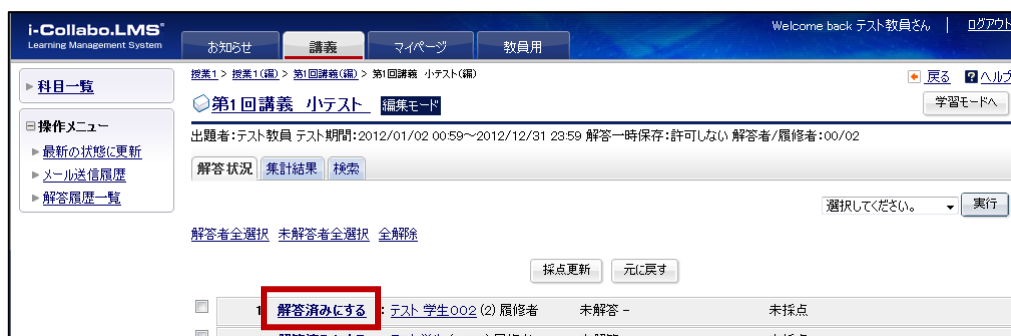 i-Collabo.LMS
Learning Management System
Welcome back テスト教員さん | ログアウト
お知らせ 講義 マイページ 教員用
科目一覧
操作メニュー
最新の状態に更新
メール送信履歴
解答履歴一覧
授業1 > 授業1(編) > 第1回講義(編) > 第1回講義 小テスト(編)
戻る ヘルプ
第1回講義 小テスト 編集モード
学習モードへ
出題者:テスト教員 テスト期間:2012/01/02 00:59～2012/12/31 23:59 解答一時保存:許可しない 解答者/履修者:00/02
解答状況 集計結果 検索
選択してください。 実行
解答者全選択 未解答者全選択 全解除
採点更新 元に戻す
1 解答済みにする : テスト 学生002 (2) 履修者 未解答 - 未採点